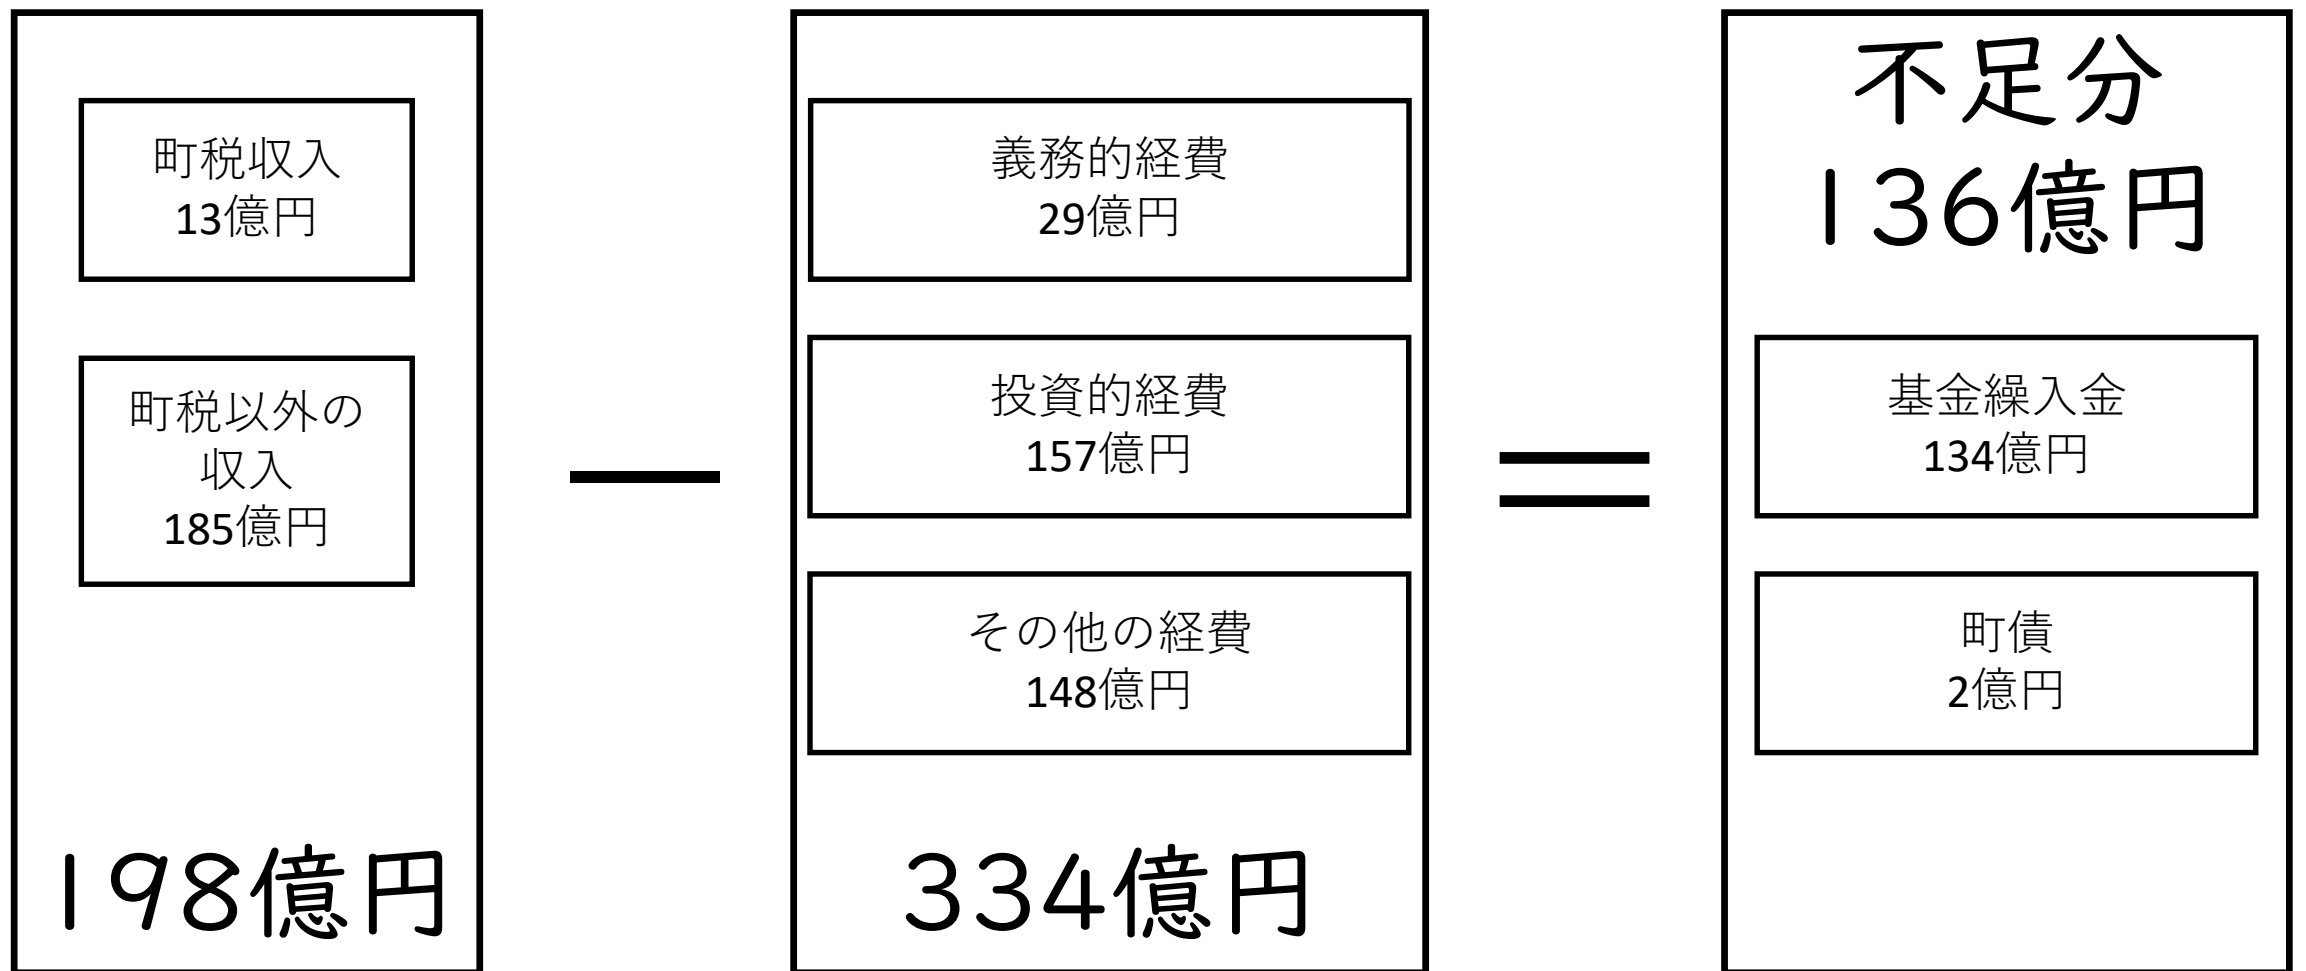 町税収入
13億円
町税以外の
収入
185億円
198億円
義務的経費
29億円
投資的経費
157億円
その他の経費
148億円
334億円
不足分
136億円
基金繰入金
134億円
町債
2億円